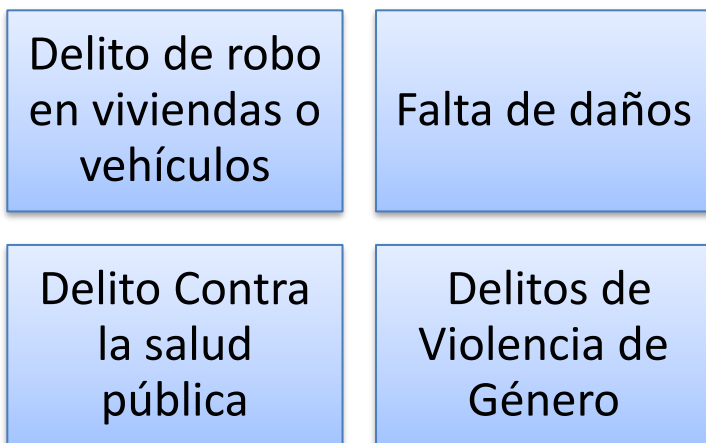 Delito de robo
en viviendas o
vehículos
Falta de daños
Delito Contra
la salud
pública
Delitos de
Violencia de
Género